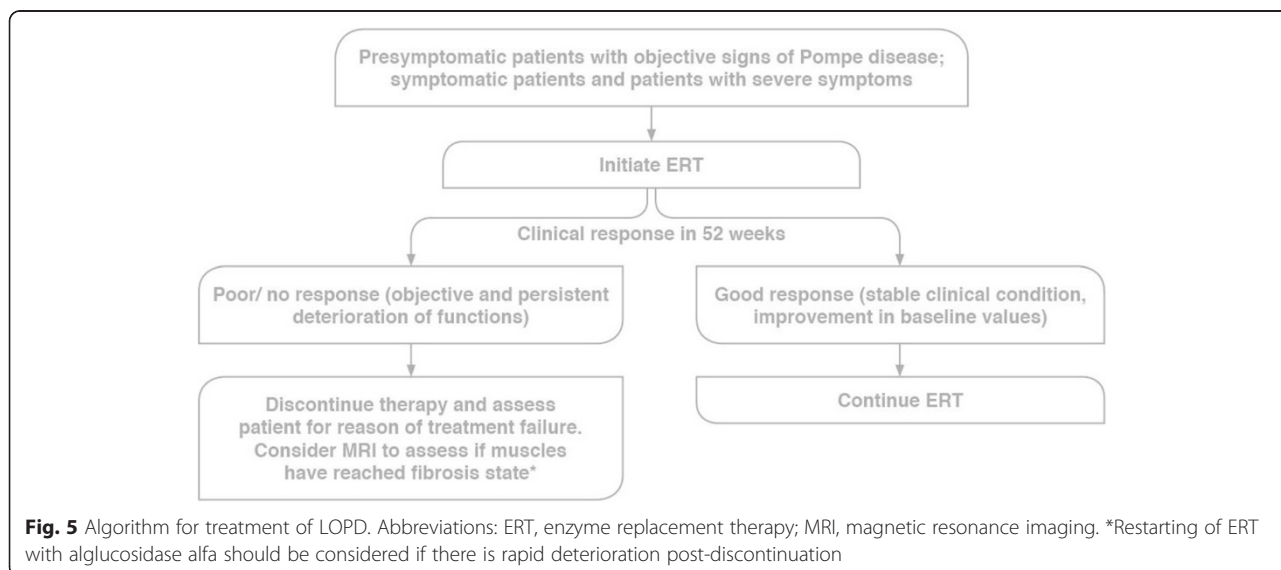 Presymptomatic patients with objective signs of Pompe disease;
symptomatic patients and patients with severe symptoms
Initiate ERT
Clinical response in 52 weeks
Poor/ no response (objective and persistent
deterioration of functions)
Good response (stable clinical condition,
improvement in baseline values)
Discontinue therapy and assess
patient for reason of treatment failure.
Consider MRI to assess if muscles
have reached fibrosis state*
Continue ERT
Fig. 5 Algorithm for treatment of LOPD. Abbreviations: ERT, enzyme replacement therapy; MRI, magnetic resonance imaging. *Restarting of ERT
with alglucosidase alfa should be considered if there is rapid deterioration post-discontinuation